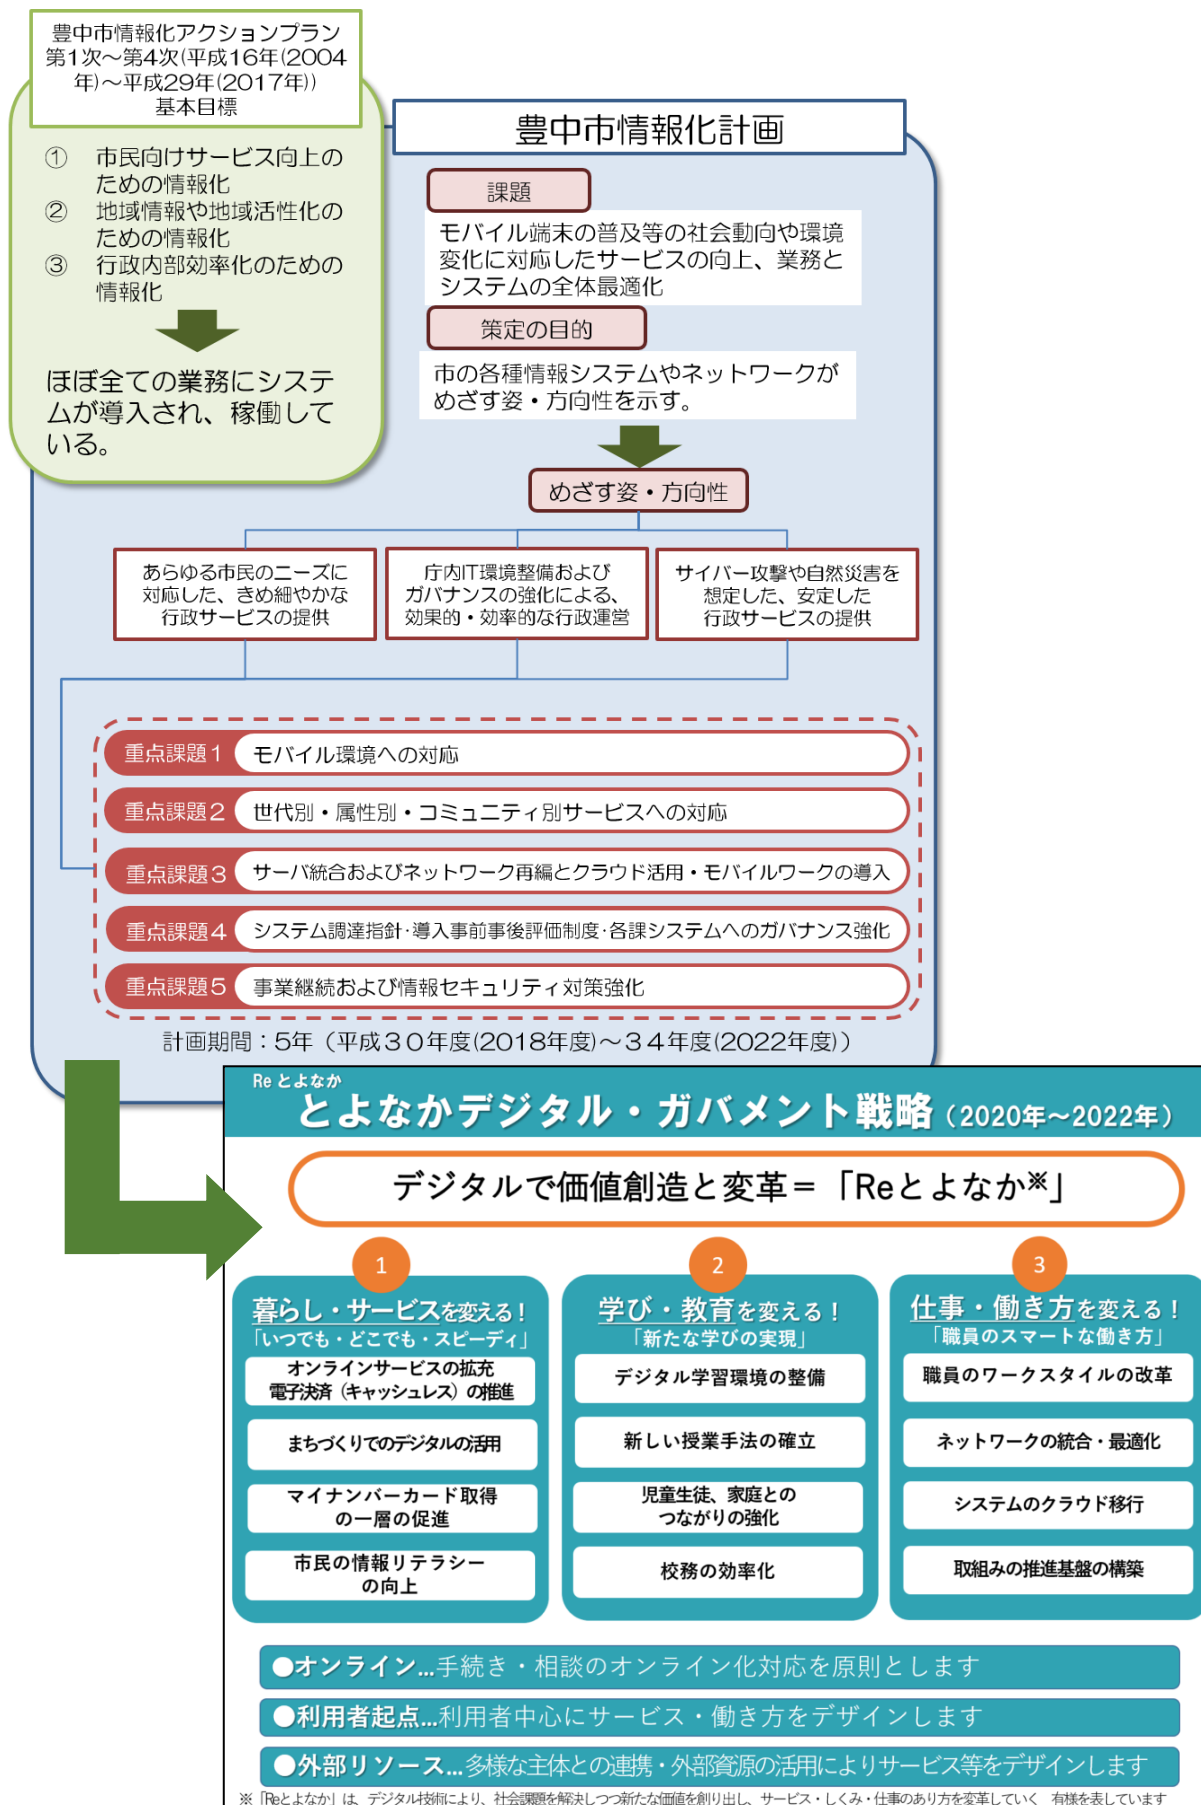 豊中市情報化アクションプラン
第1次～第4次(平成16年(2004
年)～平成29年(2017年))
基本目標
① 市民向けサービス向上の
ための情報化
② 地域情報や地域活性化の
ための情報化
③ 行政内部効率化のための
情報化
ほぼ全ての業務にシステ
ムが導入され、稼働して
いる。
豊中市情報化計画
課題
モバイル端末の普及等の社会動向や環境
変化に対応したサービスの向上、業務と
システムの全体最適化
策定の目的
市の各種情報システムやネットワークが
めざす姿・方向性を示す。
めざす姿・方向性
あらゆる市民のニーズに
対応した、きめ細やかな
行政サービスの提供
庁内IT環境整備および
ガバナンスの強化による、
効果的・効率的な行政運営
サイバー攻撃や自然災害を
想定した、安定した
行政サービスの提供
重点課題１ モバイル環境への対応
重点課題２ 世代別・属性別・コミュニティ別サービスへの対応
重点課題３ サーバ統合およびネットワーク再編とクラウド活用・モバイルワークの導入
重点課題４ システム調達指針･導入事前事後評価制度･各課システムへのガバナンス強化
重点課題５ 事業継続および情報セキュリティ対策強化
計画期間：5年（平成３０年度(2018年度)～３４年度(2022年度)）
Re とよなか
とよなかデジタル・ガバメント戦略（2020年～2022年）
デジタルで価値創造と変革＝「Reとよなか※」
1
暮らし・サービスを変える！
「いつでも・どこでも・スピーディ」
オンラインサービスの拡充
電子決済（キャッシュレス）の推進
まちづくりでのデジタルの活用
マイナンバーカード取得
の一層の促進
市民の情報リテラシー
の向上
2
学び・教育を変える！
「新たな学びの実現」
デジタル学習環境の整備
新しい授業手法の確立
児童生徒、家庭との
つながりの強化
校務の効率化
3
仕事・働き方を変える！
「職員のスマートな働き方」
職員のワークスタイルの改革
ネットワークの統合・最適化
システムのクラウド移行
取組みの推進基盤の構築
●オンライン…手続き・相談のオンライン化対応を原則とします
●利用者起点…利用者中心にサービス・働き方をデザインします
●外部リソース…多様な主体との連携・外部資源の活用によりサービス等をデザインします
※「Reとよなか」は、デジタル技術により、社会課題を解決しつつ新たな価値を創り出し、サービス・しくみ・仕事のあり方を変革していく 有様を表しています